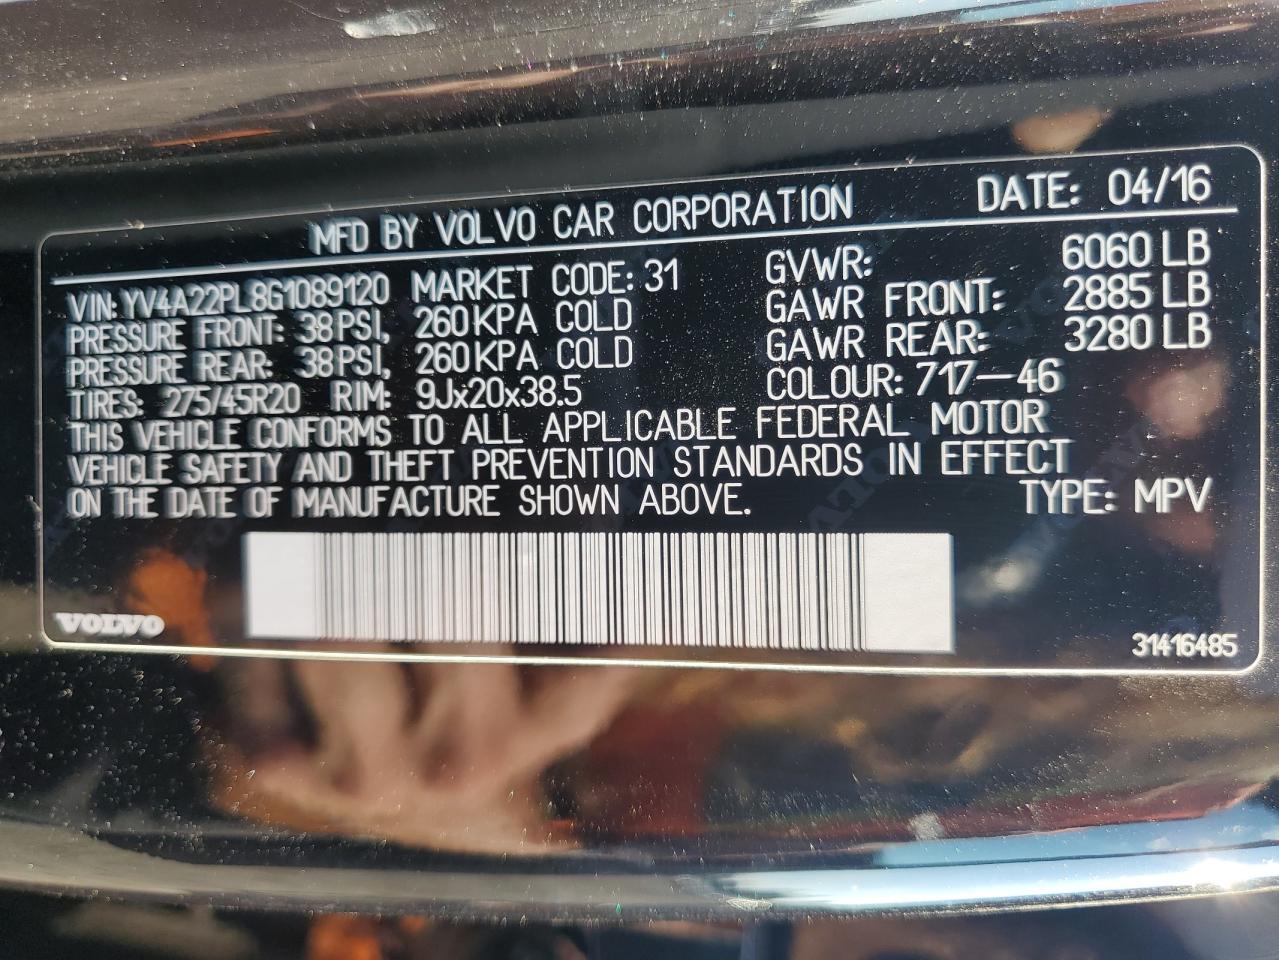 MFD BY VOLVO CAR CORPORATION DATE: 04/16
VIN: YV4A22PL8G1089120 MARKET CODE: 31 GVWR: 6060 LB
PRESSURE FRONT: 38 PSI, 260 KPA COLD GAWR FRONT: 2885 LB
PRESSURE REAR: 38 PSI, 260 KPA COLD GAWR REAR: 3280 LB
TIRES: 275/45R20 RIM: 9Jx20x38.5 COLOUR: 717-46
THIS VEHICLE CONFORMS TO ALL APPLICABLE FEDERAL MOTOR
VEHICLE SAFETY AND THEFT PREVENTION STANDARDS IN EFFECT
ON THE DATE OF MANUFACTURE SHOWN ABOVE. TYPE: MPV
VOLVO
31416485